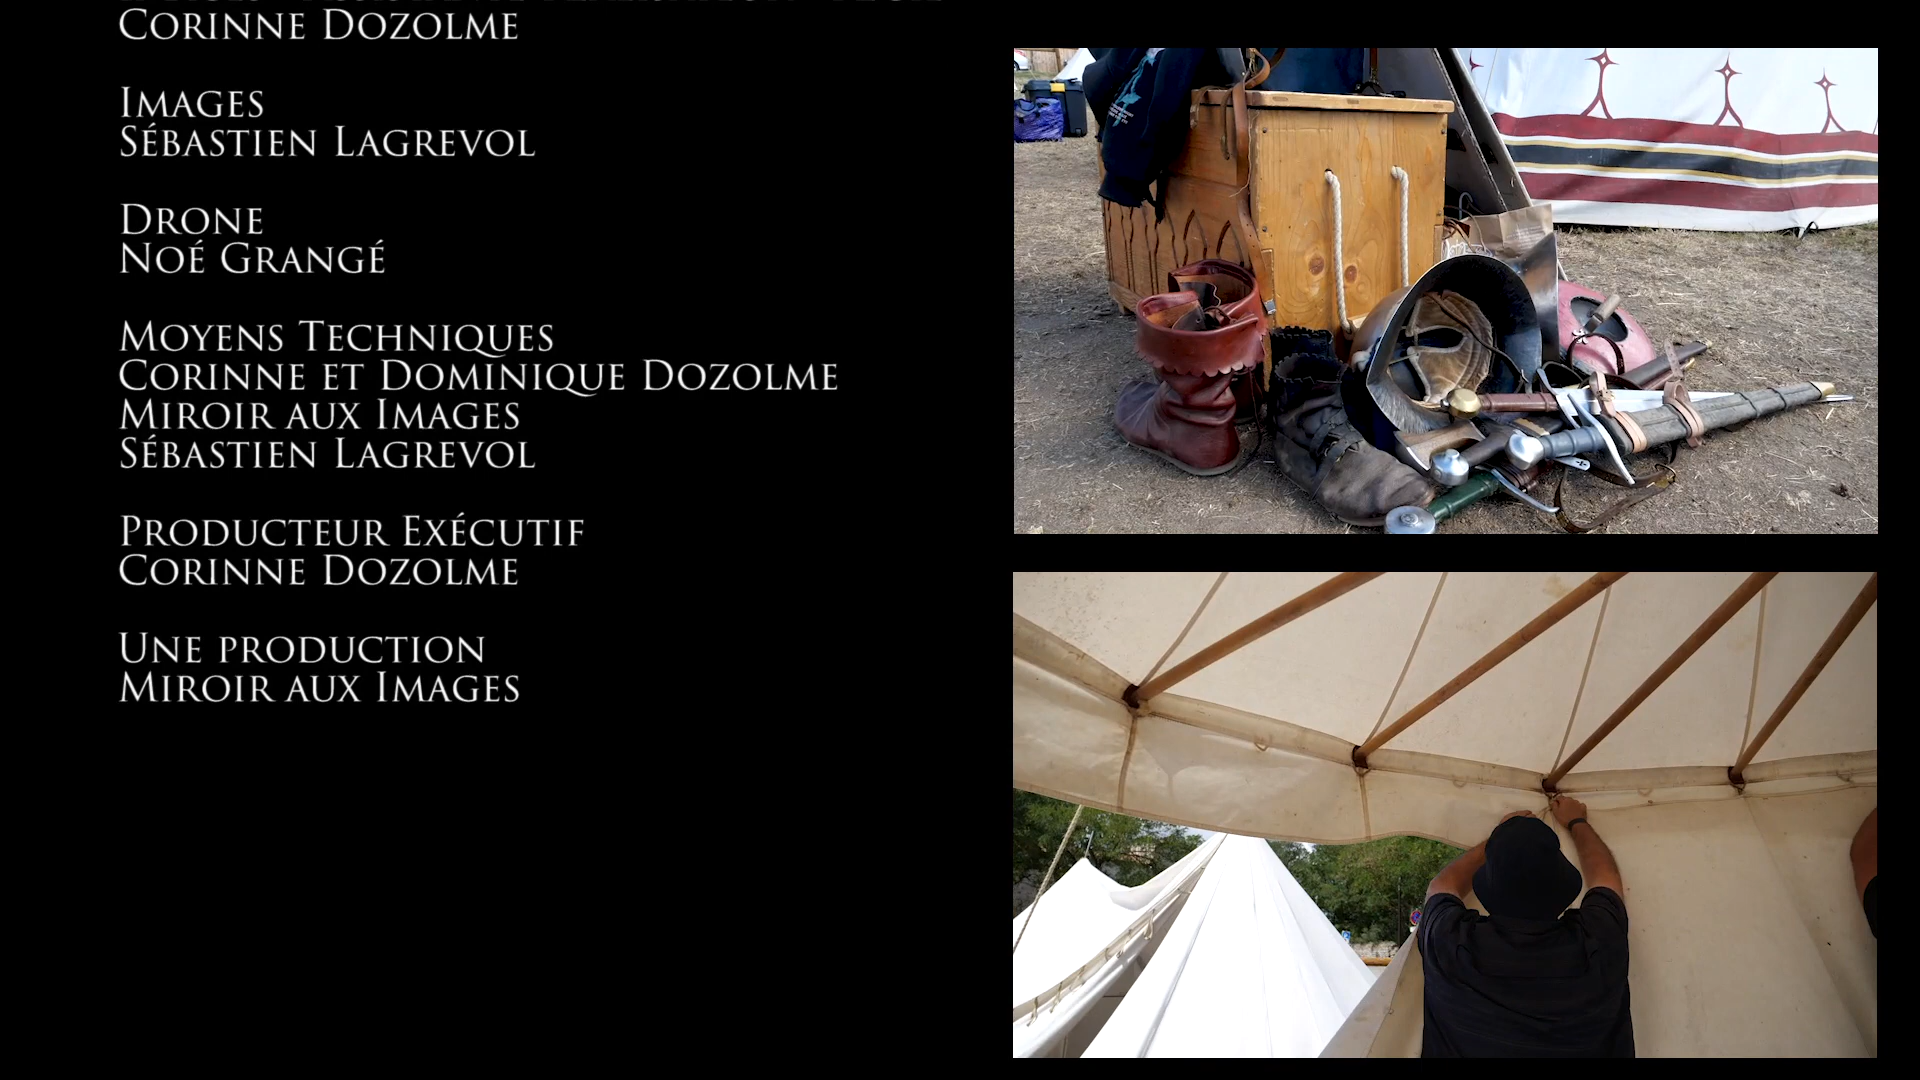 Corinne Dozolme
Images
Sébastien Lagrevol
Drone
Noé Grangé
Moyens Techniques
Corinne et Dominique Dozolme
Miroir aux Images
Sébastien Lagrevol
Producteur Exécutif
Corinne Dozolme
Une production
Miroir aux Images